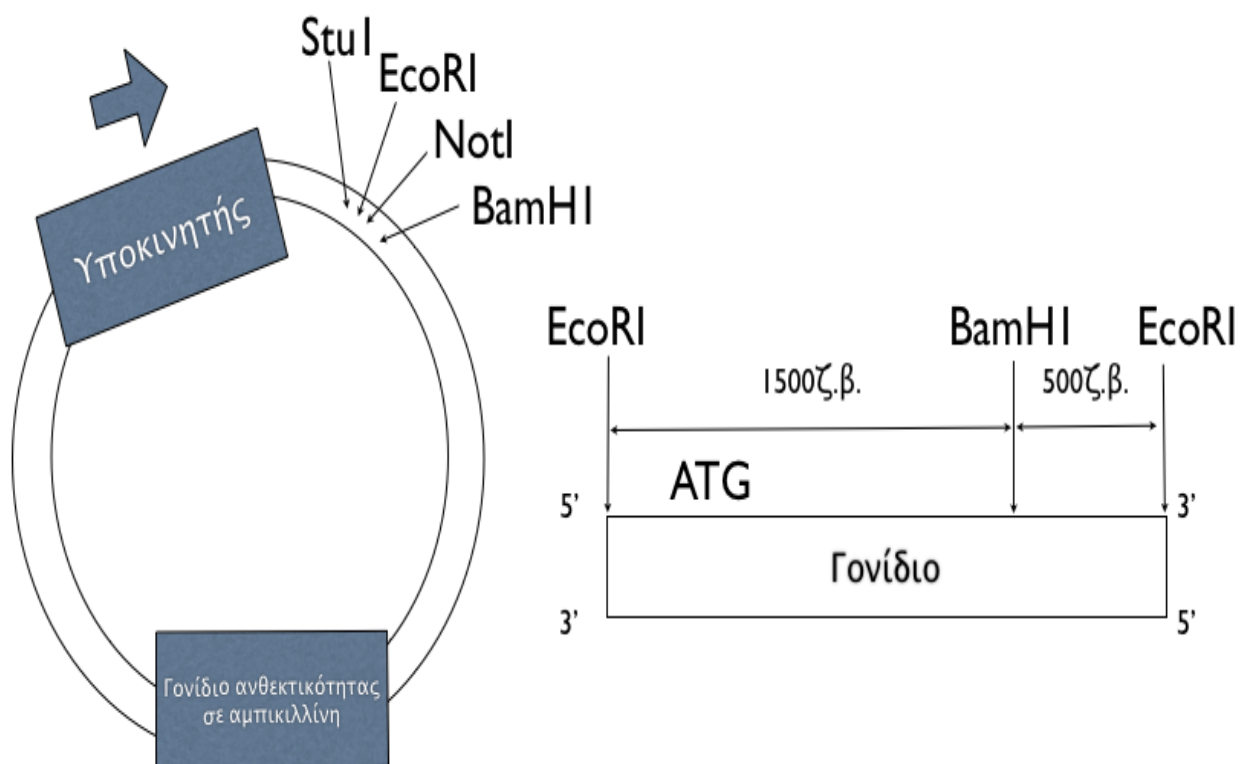 StuI
EcoRI
NotI
BamHI
Υποκινητής
Γονίδιο ανθεκτικότητας
σε αμπικιλλίνη
EcoRI BamHI EcoRI
1500ζ.β. 500ζ.β.
ATG
5’ 3’
Γονίδιο
3’ 5’